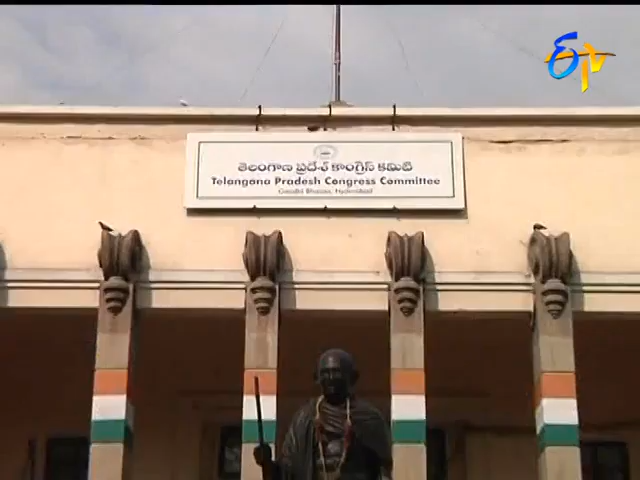 తెలంగాణ ప్రదేశ్ కాంగ్రెస్ కమిటీ
Telangana Pradesh Congress Committee
Gandhi Bhavan, Hyderabad